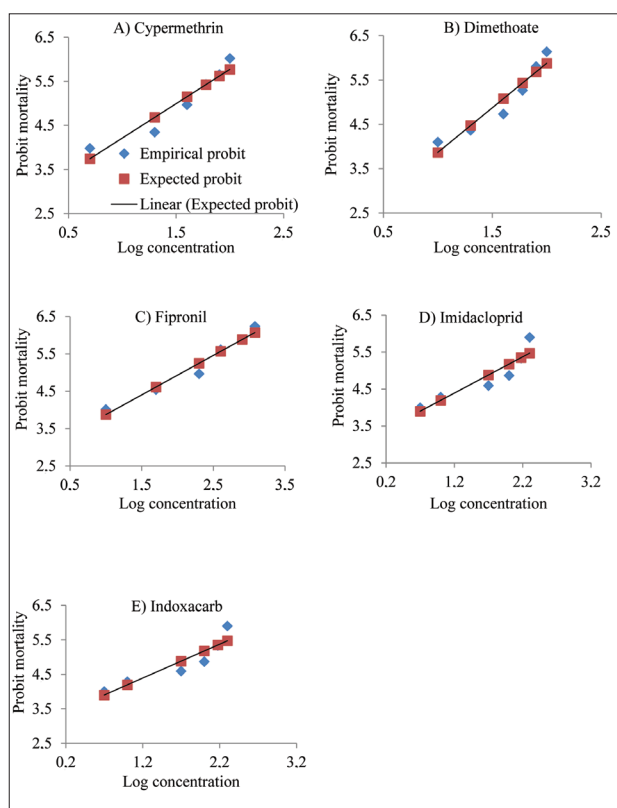 A) Cypermethrin
6.5
5.5
4.5
3.5
2.5
Probit mortality
Empirical probit
Expected probit
Linear (Expected probit)
0.5
1.5
2.5
Log concentration
B) Dimethoate
6.5
5.5
4.5
3.5
2.5
Probit mortality
0.5
1.5
2.5
Log concentration
C) Fipronil
6.5
5.5
4.5
3.5
2.5
Probit mortality
0.5
1.5
2.5
3.5
Log concentration
D) Imidacloprid
6.5
5.5
4.5
3.5
2.5
Probit mortality
0.2
1.2
2.2
3.2
Log concentration
E) Indoxacarb
6.5
5.5
4.5
3.5
2.5
Probit mortality
0.2
1.2
2.2
3.2
Log concentration